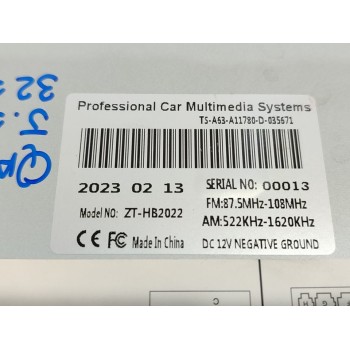 Professional Car Multimedia Systems
TS-A63-A11780-D-035671
2023 02 13
SERIAL NO: 00013
FM:87.5MHz-108MHz
Model NO: ZT-HB2022
AM:522KHz-1620KHz
CE FC Made In China
DC 12V NEGATIVE GROUND